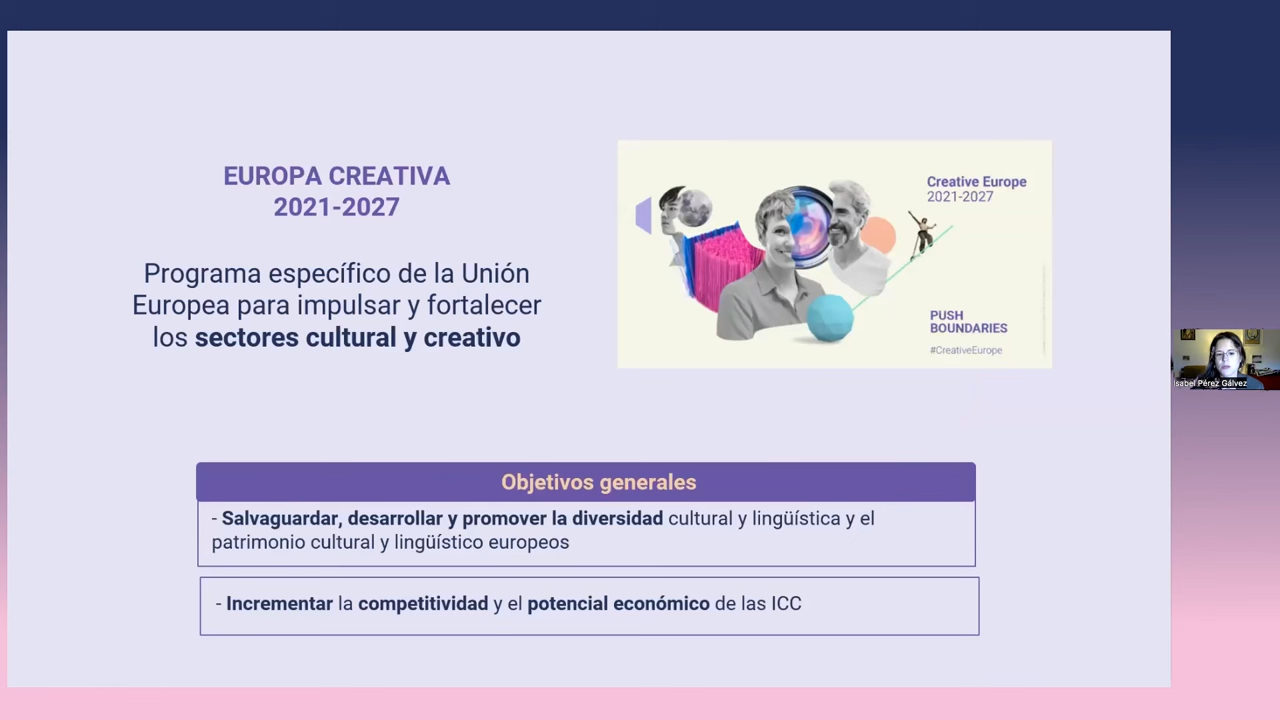 EUROPA CREATIVA
2021-2027
Programa específico de la Unión
Europea para impulsar y fortalecer
los sectores cultural y creativo
Creative Europe
2021-2027
PUSH
BOUNDARIES
#CreativeEurope
Isabel Pérez Gálvez
Objetivos generales
- Salvaguardar, desarrollar y promover la diversidad cultural y lingüística y el
patrimonio cultural y lingüístico europeos
- Incrementar la competitividad y el potencial económico de las ICC